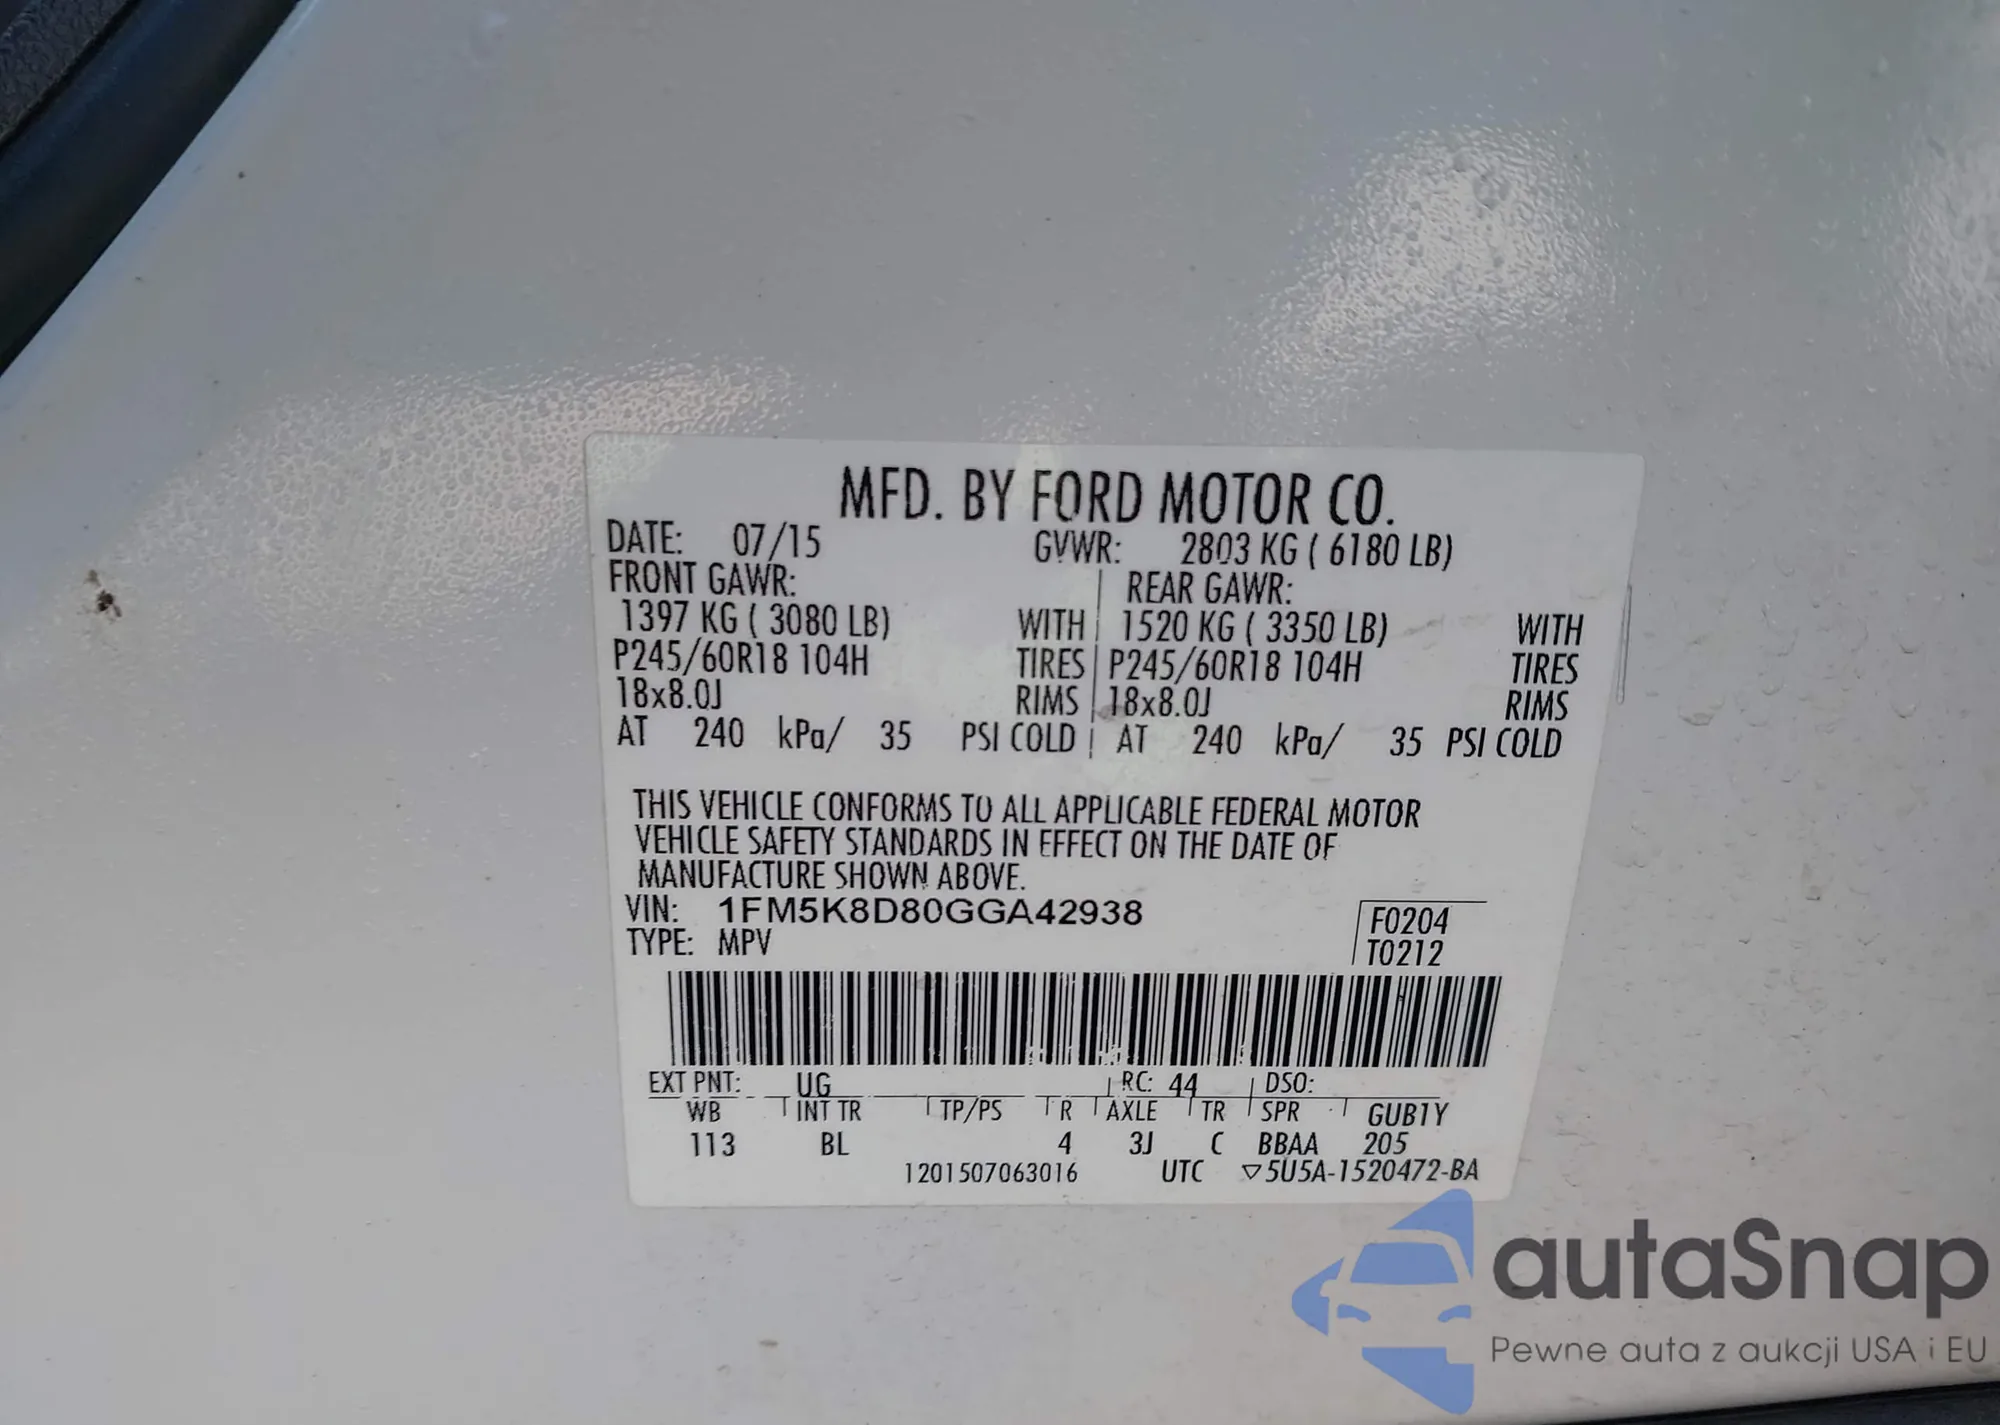 MFD. BY FORD MOTOR CO.
DATE: 07/15 GVWR: 2803 KG ( 6180 LB)
FRONT GAWR: REAR GAWR:
1397 KG ( 3080 LB) WITH 1520 KG ( 3350 LB) WITH
P245/60R18 104H TIRES P245/60R18 104H TIRES
18x8.0J RIMS 18x8.0J RIMS
AT 240 kPa/ 35 PSI COLD AT 240 kPa/ 35 PSI COLD
THIS VEHICLE CONFORMS TO ALL APPLICABLE FEDERAL MOTOR
VEHICLE SAFETY STANDARDS IN EFFECT ON THE DATE OF
MANUFACTURE SHOWN ABOVE.
VIN: 1FM5K8D80GGA42938 F0204
TYPE: MPV T0212
EXT PNT: UG RC: 44 DSO:
WB INT TR TP/PS R AXLE TR SPR GUB1Y
113 BL 4 3J C BBAA 205
1201507063016 UTC ▽5U5A-1520472-BA
autaSnap
Pewne auta z aukcji USA i EU